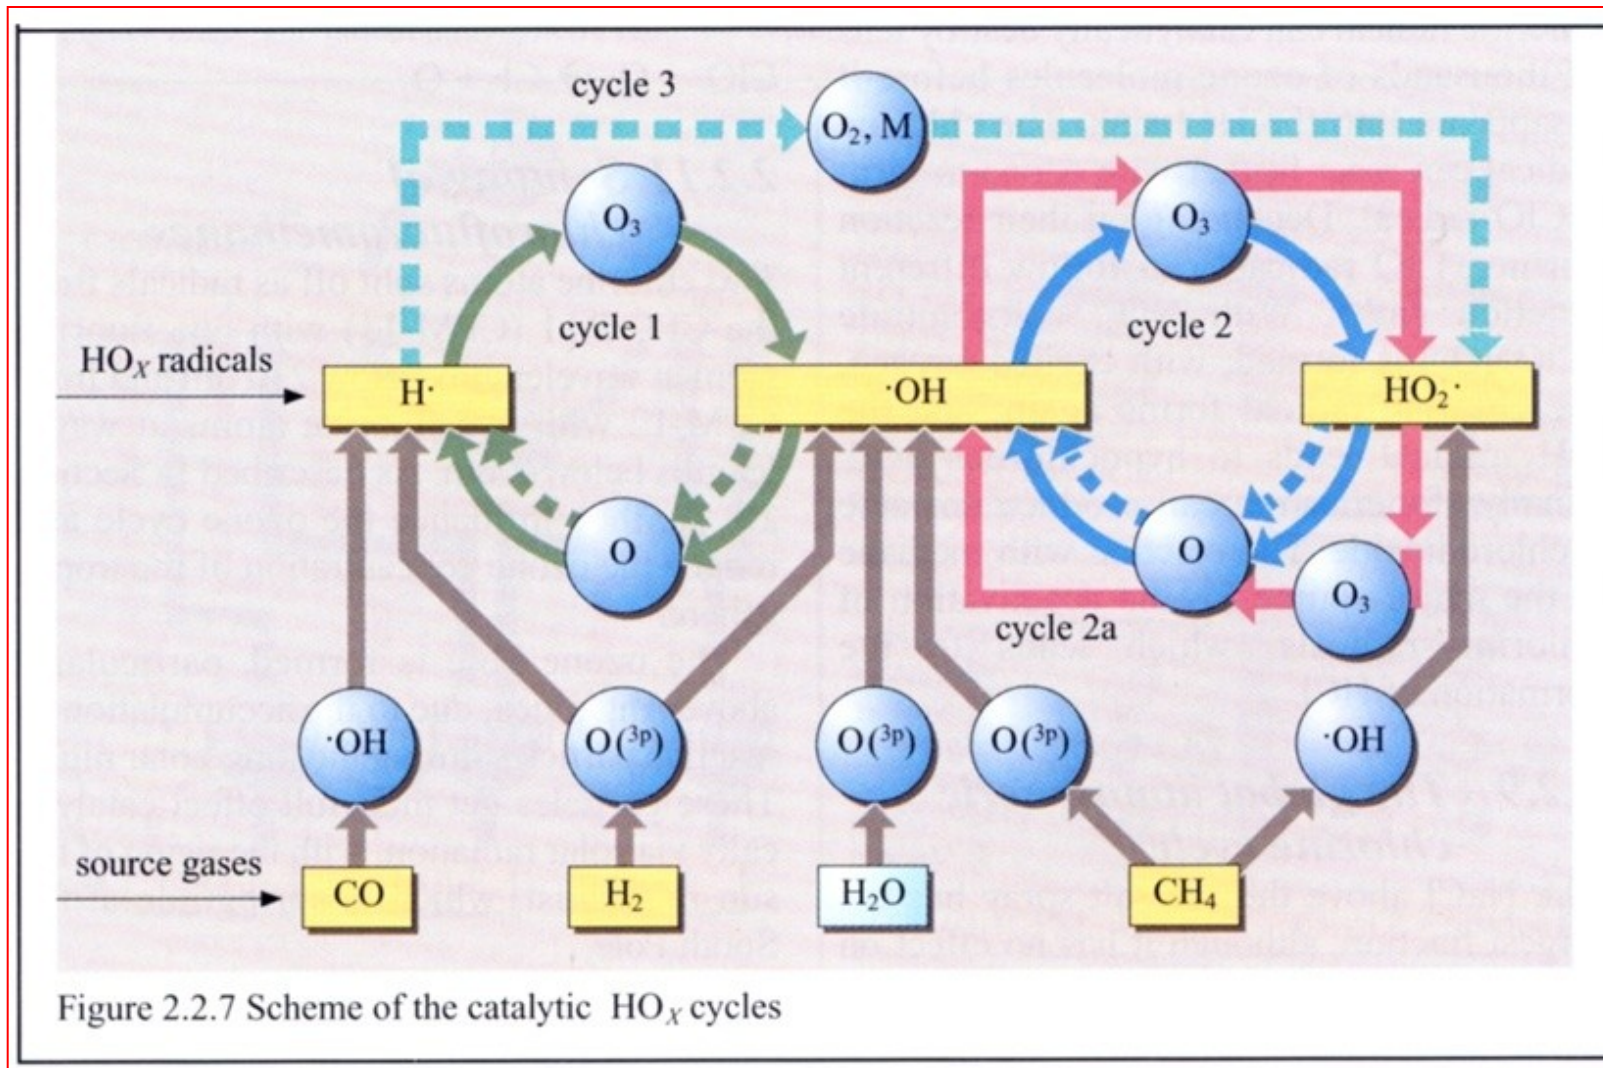 cycle 3
O₂, M
O₃
O₃
cycle 1
cycle 2
HOₓ radicals
H·
·OH
HO₂·
O
O
O₃
cycle 2a
·OH
O(³ᵖ)
O(³ᵖ)
O(³ᵖ)
·OH
source gases
CO
H₂
H₂O
CH₄
Figure 2.2.7 Scheme of the catalytic HOₓ cycles